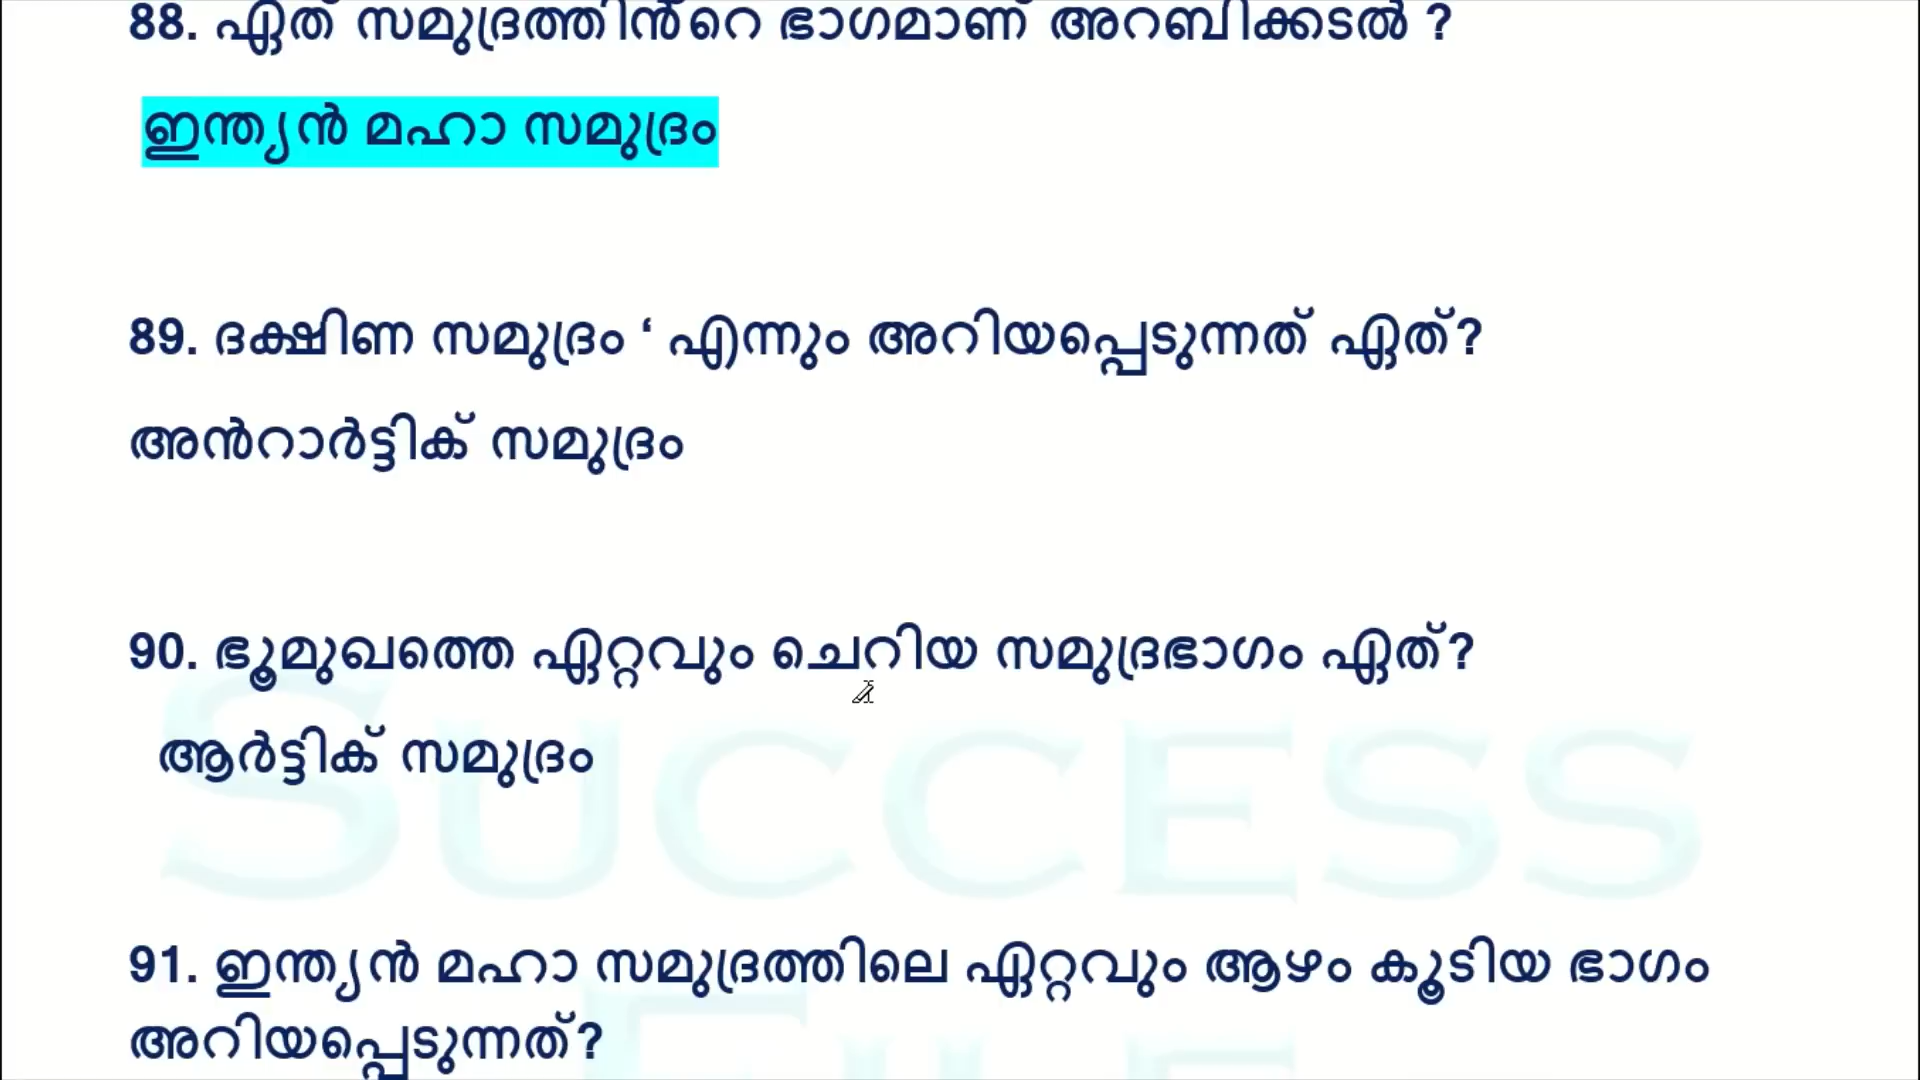 88. ഏത് സമുദ്രത്തിൻ്റെ ഭാഗമാണ് അറബിക്കടൽ ?
ഇന്ത്യൻ മഹാ സമുദ്രം
89. ദക്ഷിണ സമുദ്രം ‘ എന്നും അറിയപ്പെടുന്നത് ഏത്?
അൻറാർട്ടിക് സമുദ്രം
90. ഭൂമുഖത്തെ ഏറ്റവും ചെറിയ സമുദ്രഭാഗം ഏത്?
ആർട്ടിക് സമുദ്രം
SUCCESS
91. ഇന്ത്യൻ മഹാ സമുദ്രത്തിലെ ഏറ്റവും ആഴം കൂടിയ ഭാഗം
അറിയപ്പെടുന്നത്?
FILE